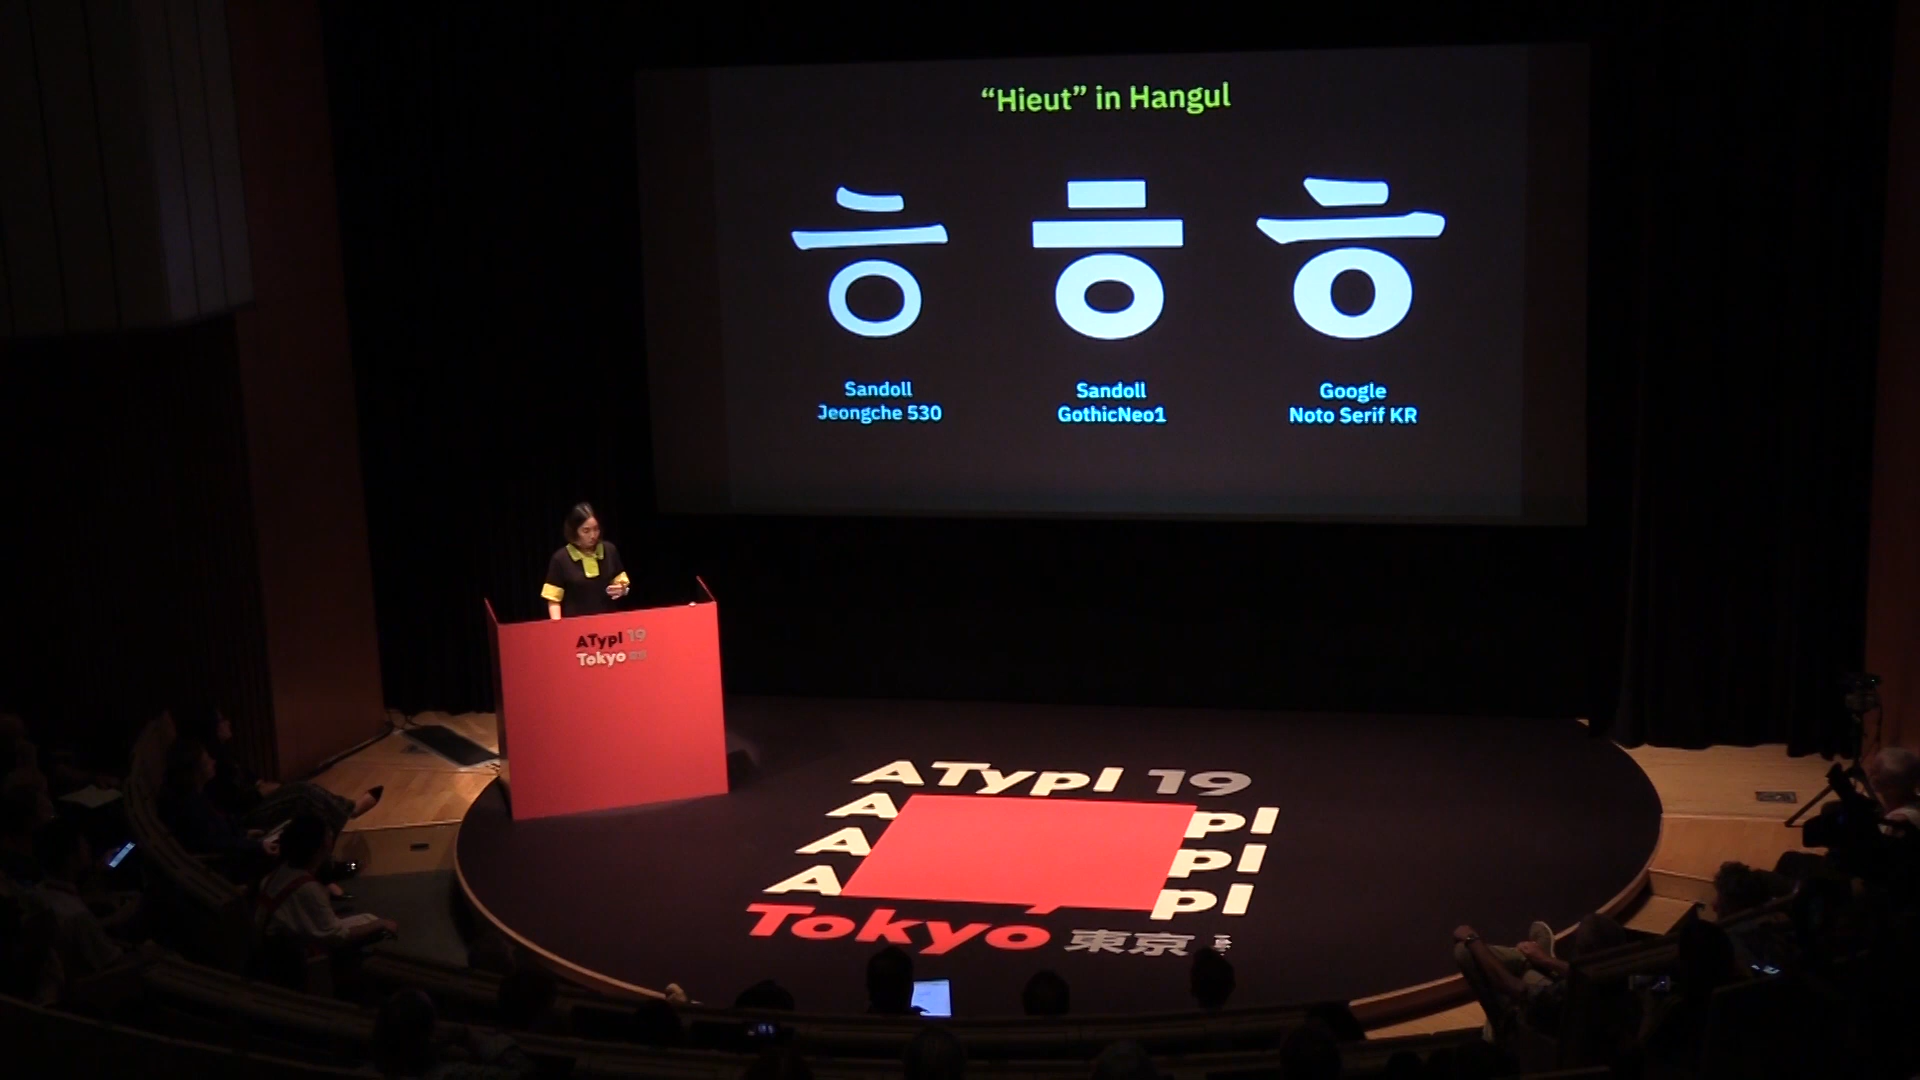 “Hieut” in Hangul
ㅎ ㅎ ㅎ
Sandoll
Jeongche 530
Sandoll
GothicNeo1
Google
Noto Serif KR
ATypI 19
Tokyo
ATypI 19
A pI
A pI
A pI
Tokyo 東京